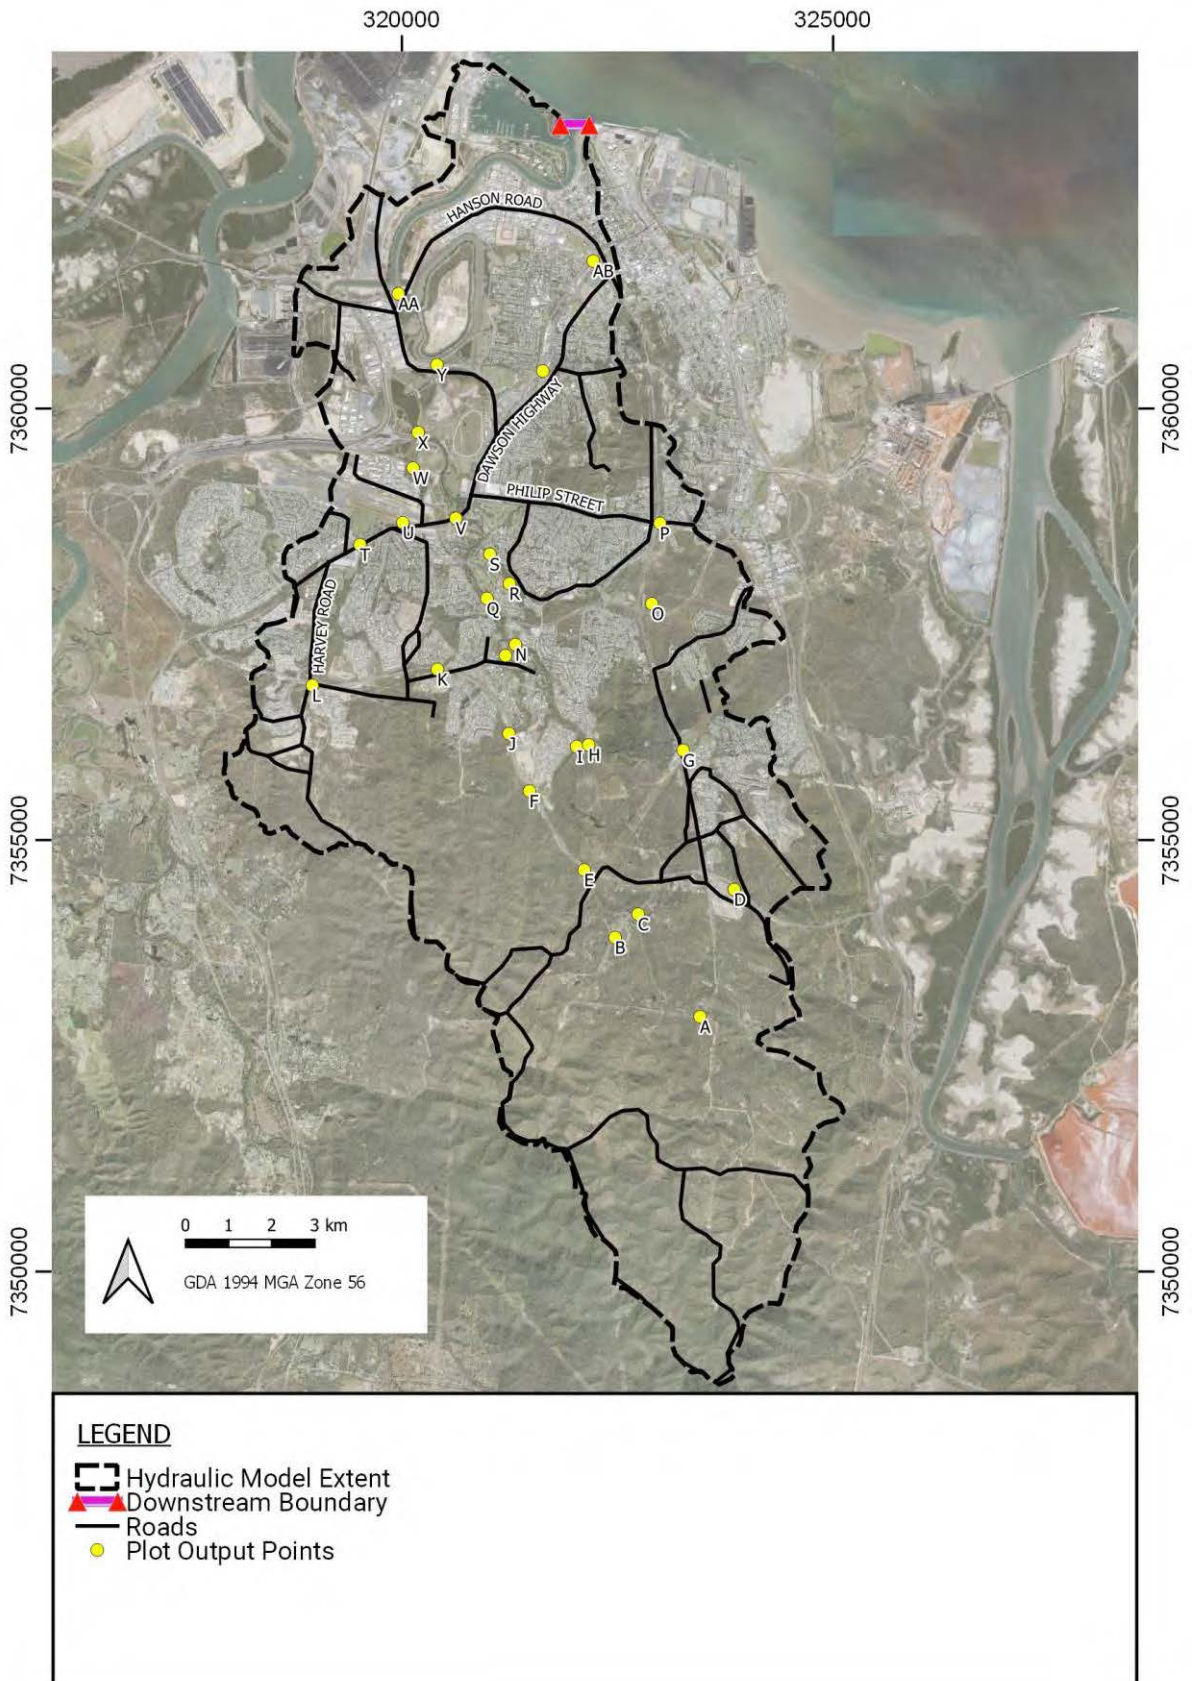 320000
325000
HANSON ROAD
AB
AA
Y
7360000
7360000
DAWSON HIGHWAY
X
W
PHILIP STREET
U
V
P
T
S
R
Q
O
HARVEY ROAD
N
K
L
J
I
H
G
F
7355000
7355000
E
D
C
B
A
0 1 2 3 km
GDA 1994 MGA Zone 56
7350000
7350000
LEGEND
Hydraulic Model Extent
Downstream Boundary
Roads
Plot Output Points